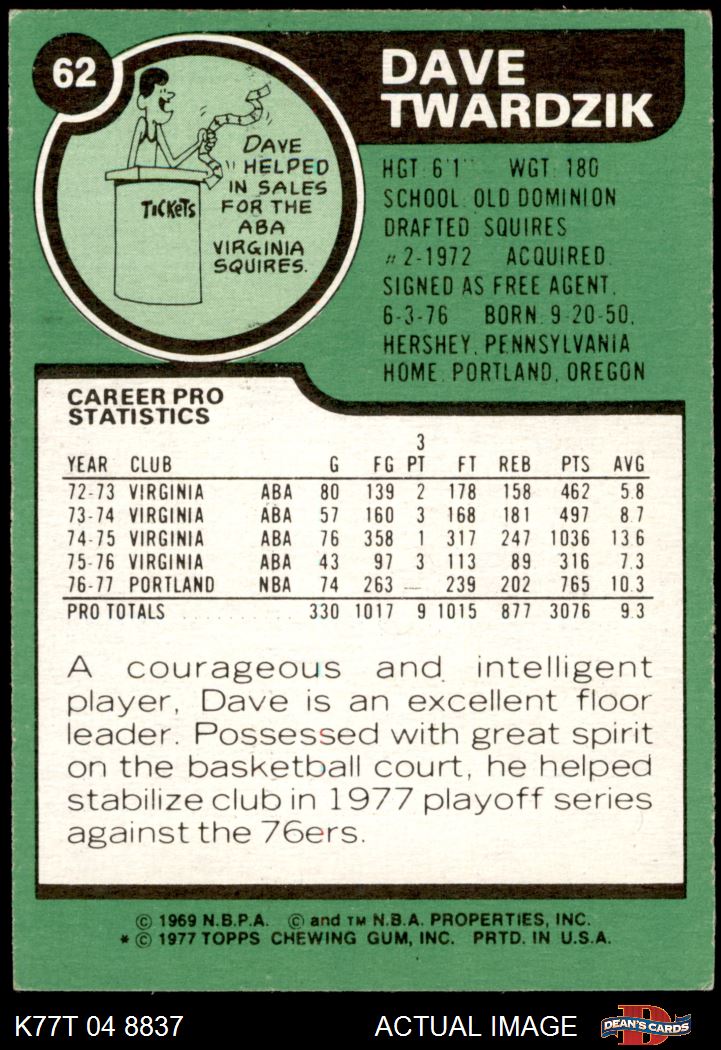 62
DAVE
TWARDZIK
DAVE
HELPED
IN SALES
FOR THE
ABA
VIRGINIA
SQUIRES.
TICKETS
HGT: 6'1" WGT: 180
SCHOOL: OLD DOMINION
DRAFTED: SQUIRES
#2-1972 ACQUIRED:
SIGNED AS FREE AGENT,
6-3-76 BORN: 9-20-50,
HERSHEY, PENNSYLVANIA
HOME: PORTLAND, OREGON
CAREER PRO
STATISTICS
3
YEAR CLUB G FG PT FT REB PTS AVG
72-73 VIRGINIA ABA 80 139 2 178 158 462 5.8
73-74 VIRGINIA ABA 57 160 3 168 181 497 8.7
74-75 VIRGINIA ABA 76 358 1 317 247 1036 13.6
75-76 VIRGINIA ABA 43 97 3 113 89 316 7.3
76-77 PORTLAND NBA 74 263 — 239 202 765 10.3
PRO TOTALS . . . . . . . . . . . 330 1017 9 1015 877 3076 9.3
A courageous and intelligent
player, Dave is an excellent floor
leader. Possessed with great spirit
on the basketball court, he helped
stabilize club in 1977 playoff series
against the 76ers.
© 1969 N.B.P.A. © and TM N.B.A. PROPERTIES, INC.
* © 1977 TOPPS CHEWING GUM, INC. PRTD. IN U.S.A.
K77T 04 8837 ACTUAL IMAGE
DEAN'S CARDS